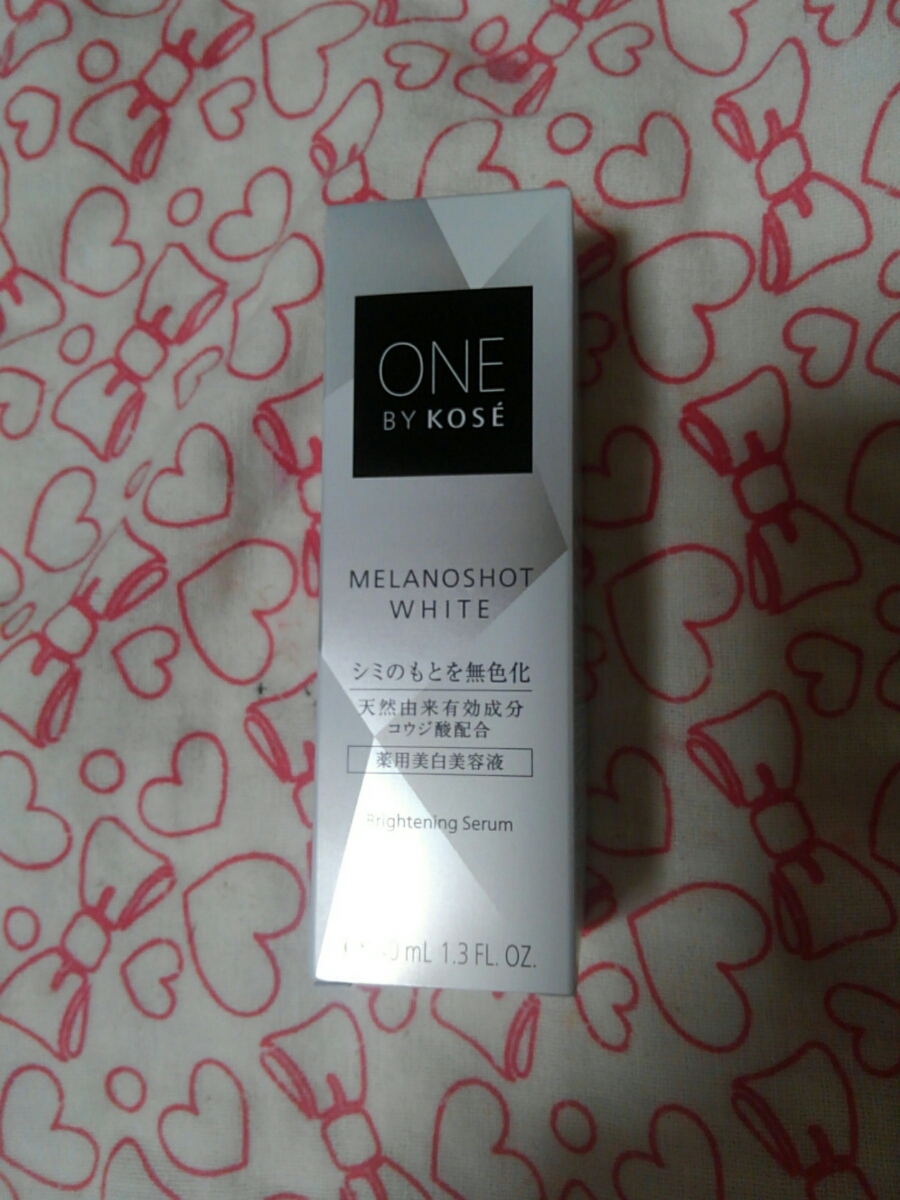 ONE
BY KOSÉ
MELANOSHOT
WHITE
シミのもとを無色化
天然由来有効成分
コウジ酸配合
薬用美白美容液
Brightening Serum
mL 1.3 FL. OZ.